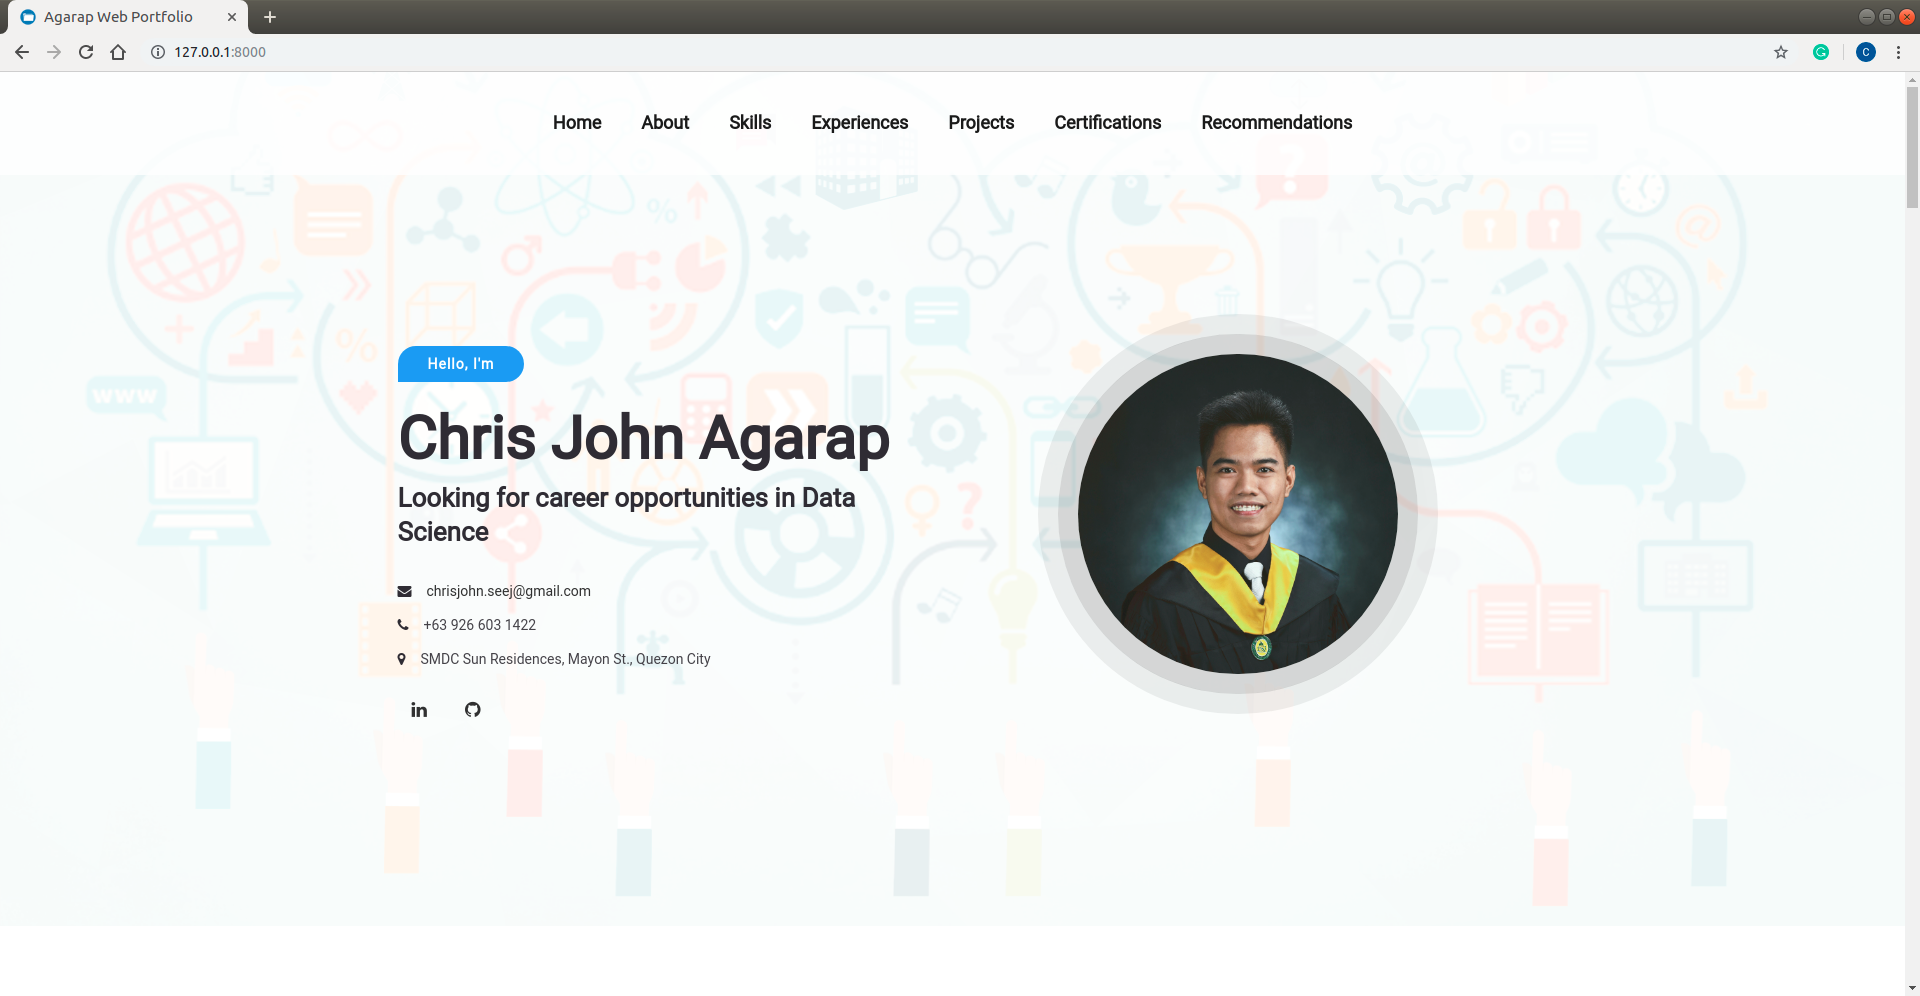 Agarap Web Portfolio
127.0.0.1:8000
C
Home About Skills Experiences Projects Certifications Recommendations
Hello, I'm
Chris John Agarap
Looking for career opportunities in Data
Science
chrisjohn.seej@gmail.com
+63 926 603 1422
SMDC Sun Residences, Mayon St., Quezon City
in
www
%
%
@
@
?
?